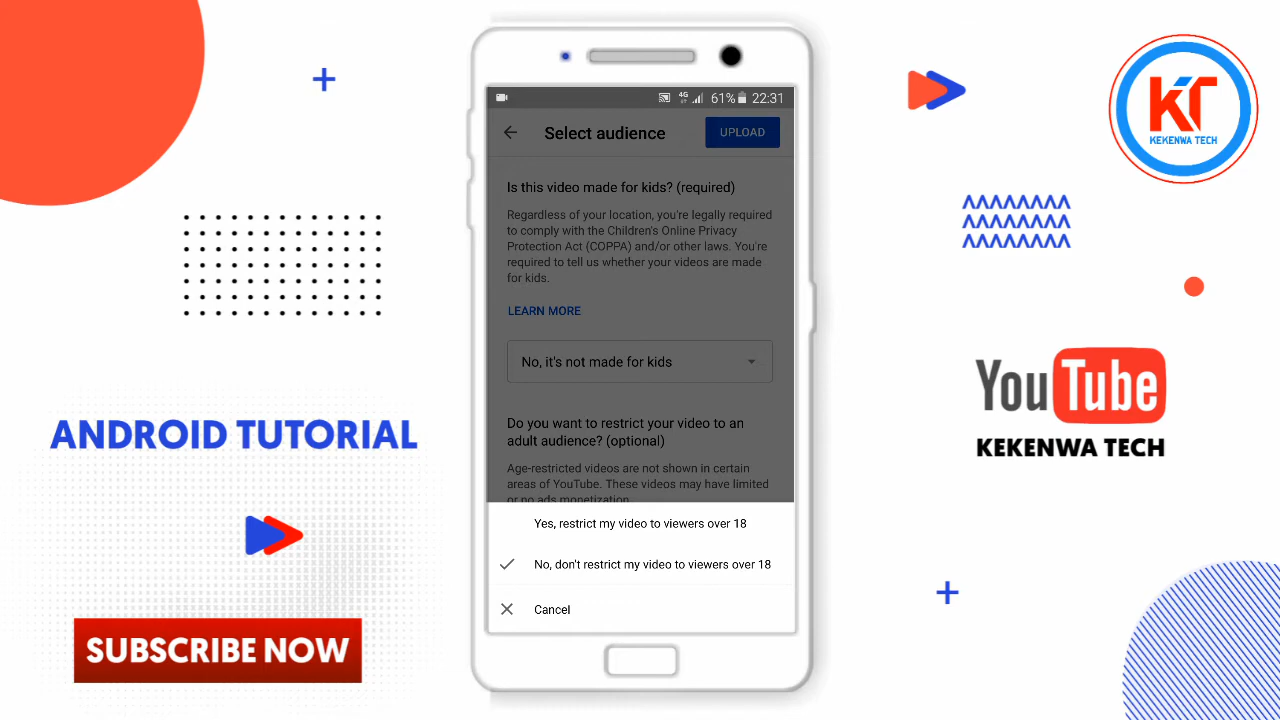 KT
KEKENWA TECH
4G 61% 22:31
Select audience
UPLOAD
Is this video made for kids? (required)
Regardless of your location, you're legally required
to comply with the Children's Online Privacy
Protection Act (COPPA) and/or other laws. You're
required to tell us whether your videos are made
for kids.
LEARN MORE
No, it's not made for kids
Do you want to restrict your video to an
adult audience? (optional)
Age-restricted videos are not shown in certain
areas of YouTube. These videos may have limited
or no ads monetization
Yes, restrict my video to viewers over 18
No, don't restrict my video to viewers over 18
Cancel
ANDROID TUTORIAL
SUBSCRIBE NOW
YouTube
KEKENWA TECH